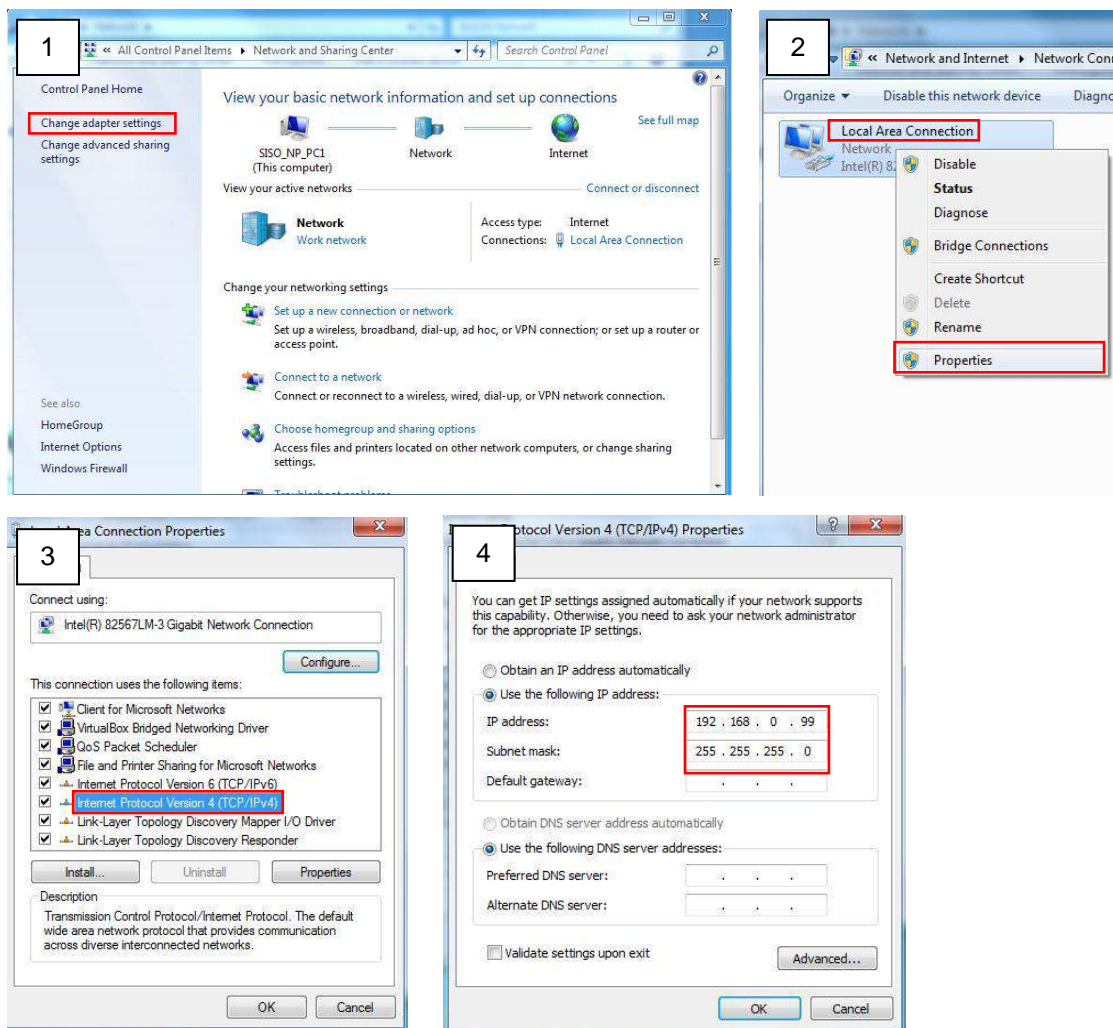 1
« All Control Panel Items ▸ Network and Sharing Center
Search Control Panel
Control Panel Home
Change adapter settings
Change advanced sharing
settings
See also
HomeGroup
Internet Options
Windows Firewall
View your basic network information and set up connections
See full map
SISO_NP_PC1
(This computer)
Network
Internet
View your active networks
Connect or disconnect
Network
Work network
Access type: Internet
Connections: Local Area Connection
Change your networking settings
Set up a new connection or network
Set up a wireless, broadband, dial-up, ad hoc, or VPN connection; or set up a router or
access point.
Connect to a network
Connect or reconnect to a wireless, wired, dial-up, or VPN network connection.
Choose homegroup and sharing options
Access files and printers located on other network computers, or change sharing
settings.
2
« Network and Internet ▸ Network Conn
Organize
Disable this network device
Diagno
Local Area Connection
Network
Intel(R) 82
Disable
Status
Diagnose
Bridge Connections
Create Shortcut
Delete
Rename
Properties
3
ea Connection Properties
Connect using:
Intel(R) 82567LM-3 Gigabit Network Connection
Configure...
This connection uses the following items:
Client for Microsoft Networks
VirtualBox Bridged Networking Driver
QoS Packet Scheduler
File and Printer Sharing for Microsoft Networks
Internet Protocol Version 6 (TCP/IPv6)
Internet Protocol Version 4 (TCP/IPv4)
Link-Layer Topology Discovery Mapper I/O Driver
Link-Layer Topology Discovery Responder
Install...
Uninstall
Properties
Description
Transmission Control Protocol/Internet Protocol. The default
wide area network protocol that provides communication
across diverse interconnected networks.
OK
Cancel
4
otocol Version 4 (TCP/IPv4) Properties
You can get IP settings assigned automatically if your network supports
this capability. Otherwise, you need to ask your network administrator
for the appropriate IP settings.
Obtain an IP address automatically
Use the following IP address:
IP address: 192 . 168 . 0 . 99
Subnet mask: 255 . 255 . 255 . 0
Default gateway: . . .
Obtain DNS server address automatically
Use the following DNS server addresses:
Preferred DNS server: . . .
Alternate DNS server: . . .
Validate settings upon exit
Advanced...
OK
Cancel